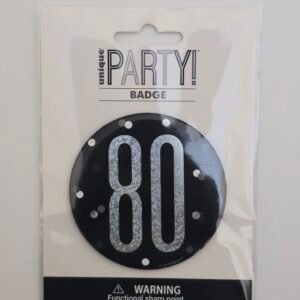 unique
PARTY!
BADGE
80
⚠ WARNING
Functional sharp point